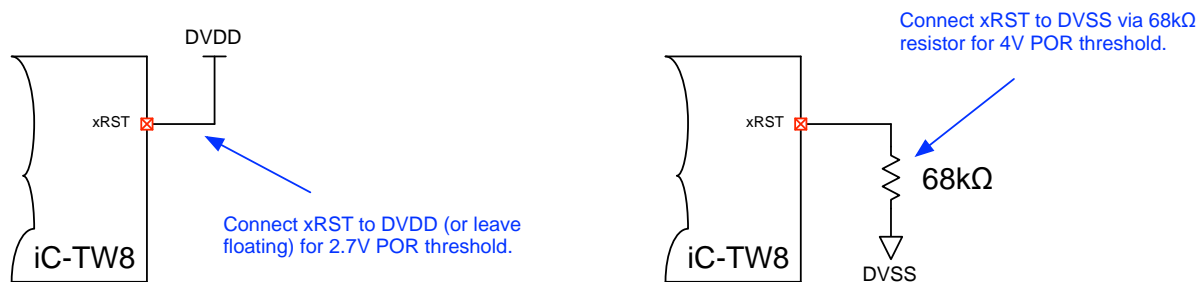 DVDD
xRST
Connect xRST to DVDD (or leave
floating) for 2.7V POR threshold.
iC-TW8
Connect xRST to DVSS via 68kΩ
resistor for 4V POR threshold.
xRST
68kΩ
iC-TW8
DVSS